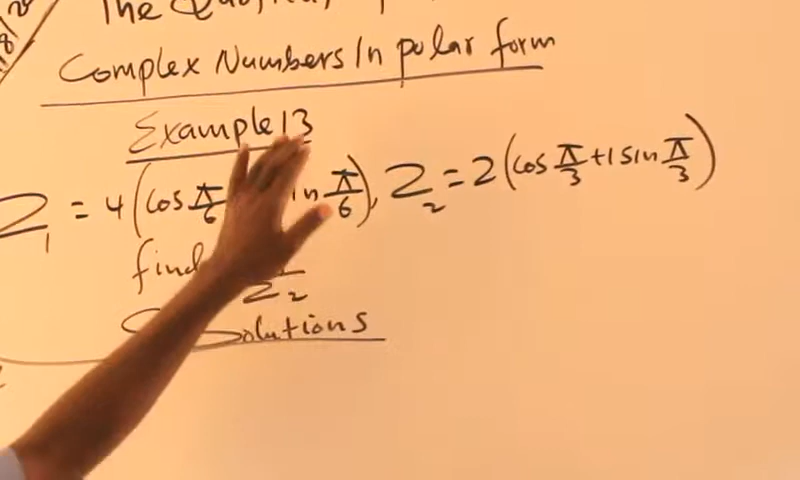 The
Complex Numbers In polar form
Example 13
Z₁ = 4 (cos π/6 in π/6), Z₂ = 2 (cos π/3 + i sin π/3)
find Z₂
Solutions